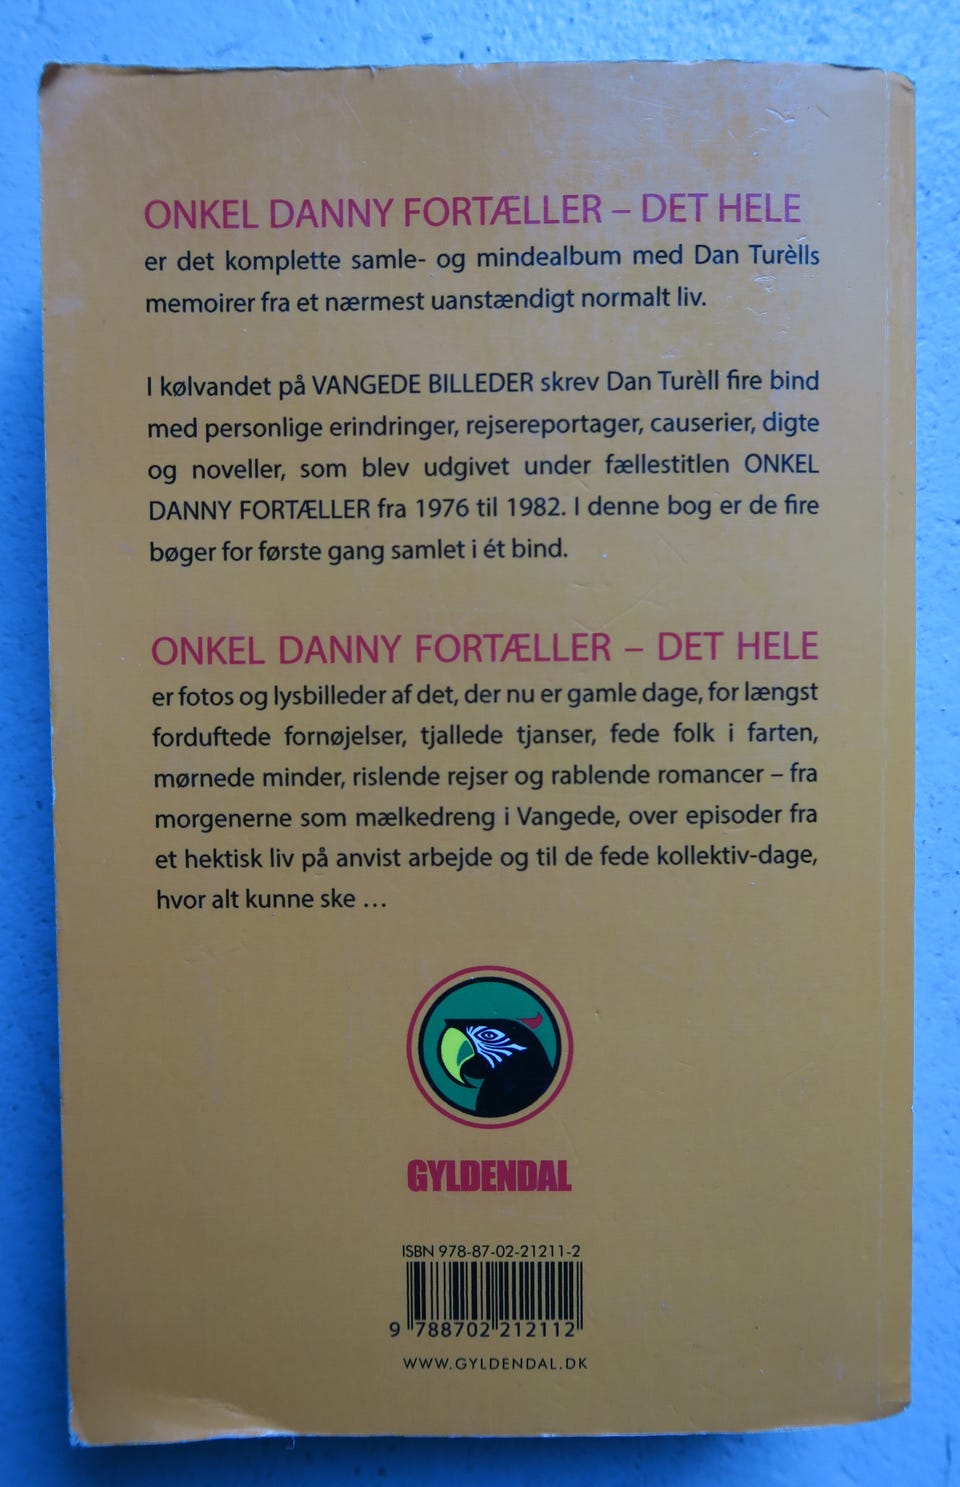 ONKEL DANNY FORTÆLLER – DET HELE
er det komplette samle- og mindealbum med Dan Turèlls
memoirer fra et nærmest uanstændigt normalt liv.
I kølvandet på VANGEDE BILLEDER skrev Dan Turèll fire bind
med personlige erindringer, rejsereportager, causerier, digte
og noveller, som blev udgivet under fællestitlen ONKEL
DANNY FORTÆLLER fra 1976 til 1982. I denne bog er de fire
bøger for første gang samlet i ét bind.
ONKEL DANNY FORTÆLLER – DET HELE
er fotos og lysbilleder af det, der nu er gamle dage, for længst
forduftede fornøjelser, tjallede tjanser, fede folk i farten,
mørnede minder, rislende rejser og rablende romancer – fra
morgenerne som mælkedreng i Vangede, over episoder fra
et hektisk liv på anvist arbejde og til de fede kollektiv-dage,
hvor alt kunne ske …
GYLDENDAL
ISBN 978-87-02-21211-2
9 788702 212112
WWW.GYLDENDAL.DK